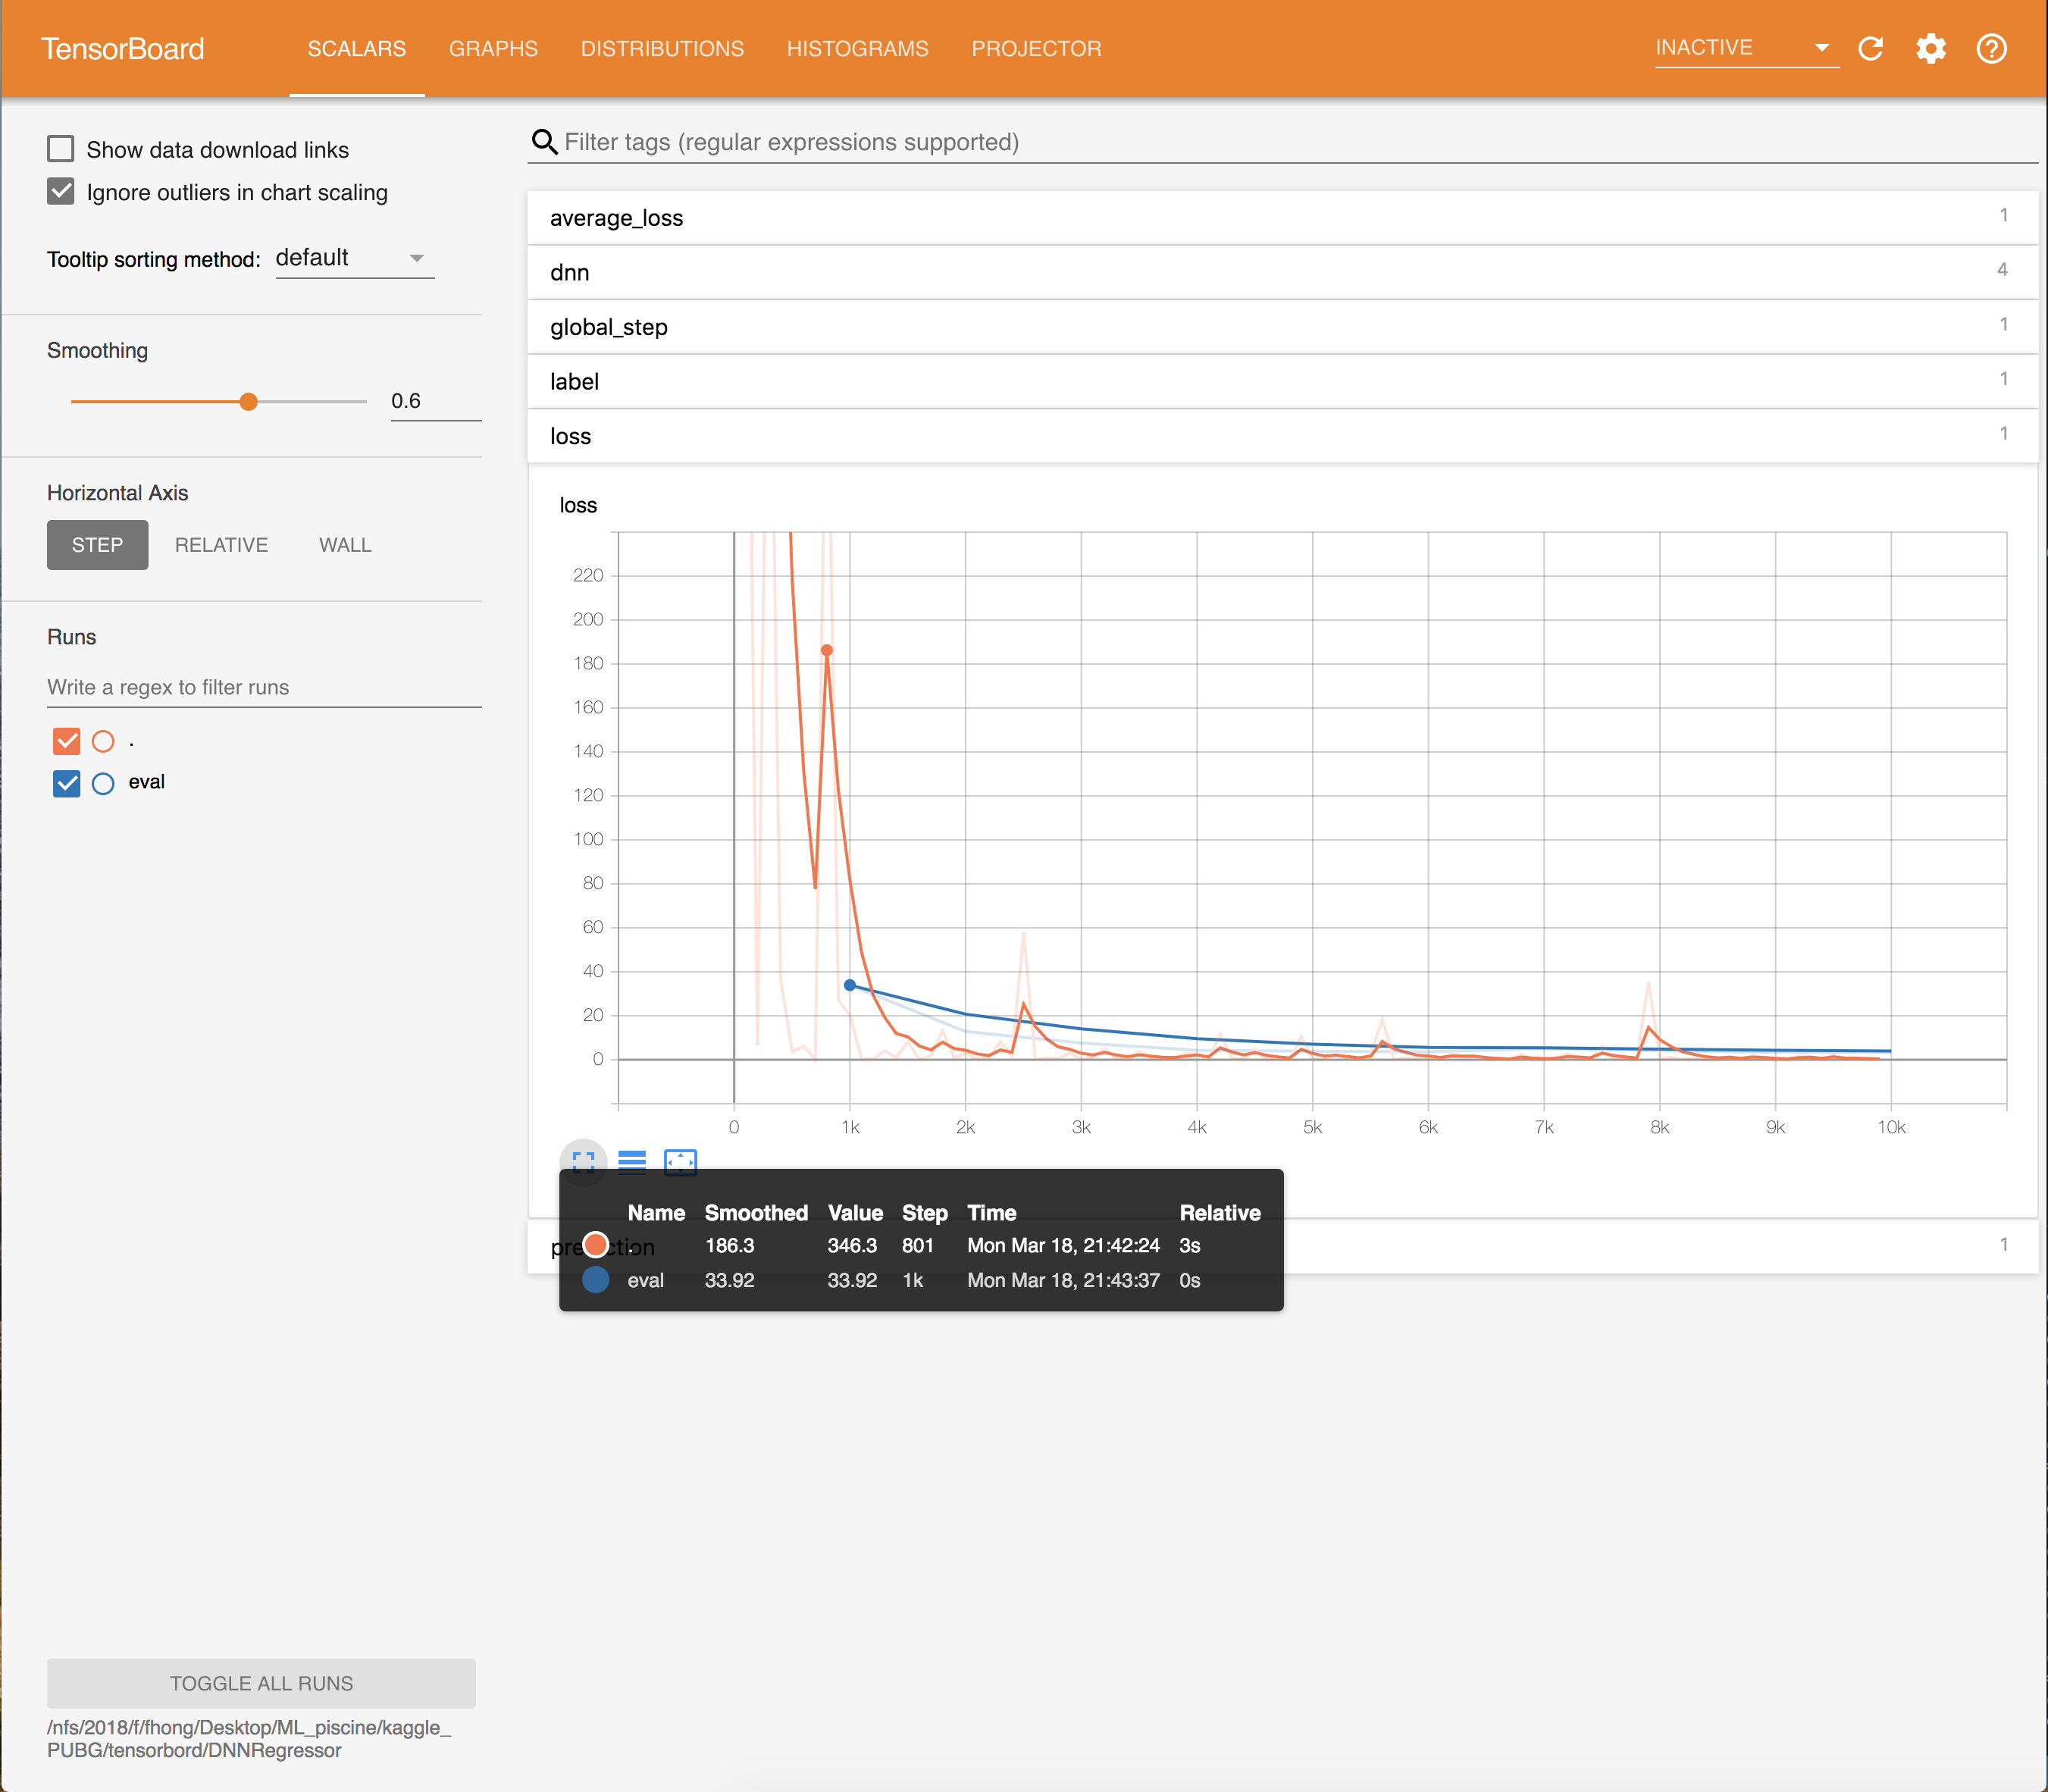 TensorBoard SCALARS GRAPHS DISTRIBUTIONS HISTOGRAMS PROJECTOR INACTIVE
Show data download links
Ignore outliers in chart scaling
Tooltip sorting method: default
Smoothing
0.6
Horizontal Axis
STEP RELATIVE WALL
Runs
Write a regex to filter runs
.
eval
TOGGLE ALL RUNS
/nfs/2018/f/fhong/Desktop/ML_piscine/kaggle_
PUBG/tensorbord/DNNRegressor
Filter tags (regular expressions supported)
average_loss 1
dnn 4
global_step 1
label 1
loss 1
loss
220
200
180
160
140
120
100
80
60
40
20
0
0 1k 2k 3k 4k 5k 6k 7k 8k 9k 10k
Name Smoothed Value Step Time Relative
. 186.3 346.3 801 Mon Mar 18, 21:42:24 3s
eval 33.92 33.92 1k Mon Mar 18, 21:43:37 0s
prediction 1